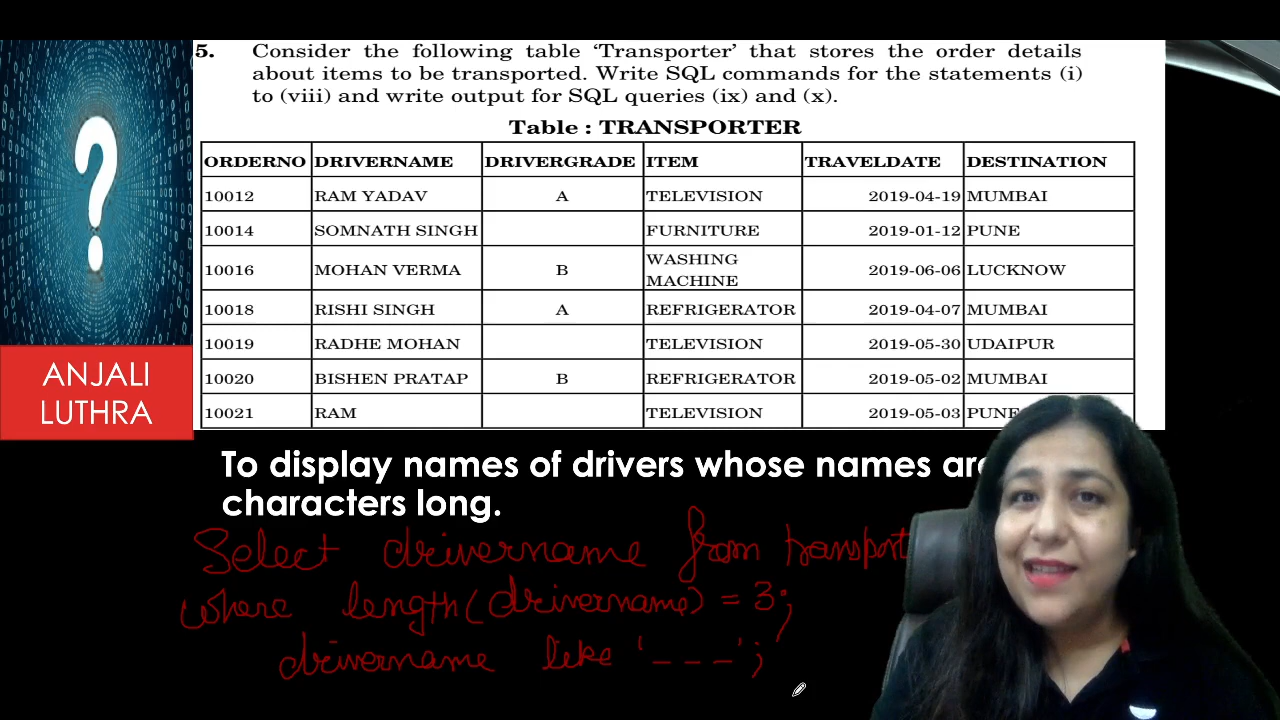 5. Consider the following table ‘Transporter’ that stores the order details
about items to be transported. Write SQL commands for the statements (i)
to (viii) and write output for SQL queries (ix) and (x).
Table : TRANSPORTER
ORDERNO DRIVERNAME DRIVERGRADE ITEM TRAVELDATE DESTINATION
10012 RAM YADAV A TELEVISION 2019-04-19 MUMBAI
10014 SOMNATH SINGH FURNITURE 2019-01-12 PUNE
10016 MOHAN VERMA B WASHING MACHINE 2019-06-06 LUCKNOW
10018 RISHI SINGH A REFRIGERATOR 2019-04-07 MUMBAI
10019 RADHE MOHAN TELEVISION 2019-05-30 UDAIPUR
10020 BISHEN PRATAP B REFRIGERATOR 2019-05-02 MUMBAI
10021 RAM TELEVISION 2019-05-03 PUNE
ANJALI
LUTHRA
To display names of drivers whose names are
characters long.
Select drivername from transport
where length(drivername) = 3;
drivername like '_ _ _';